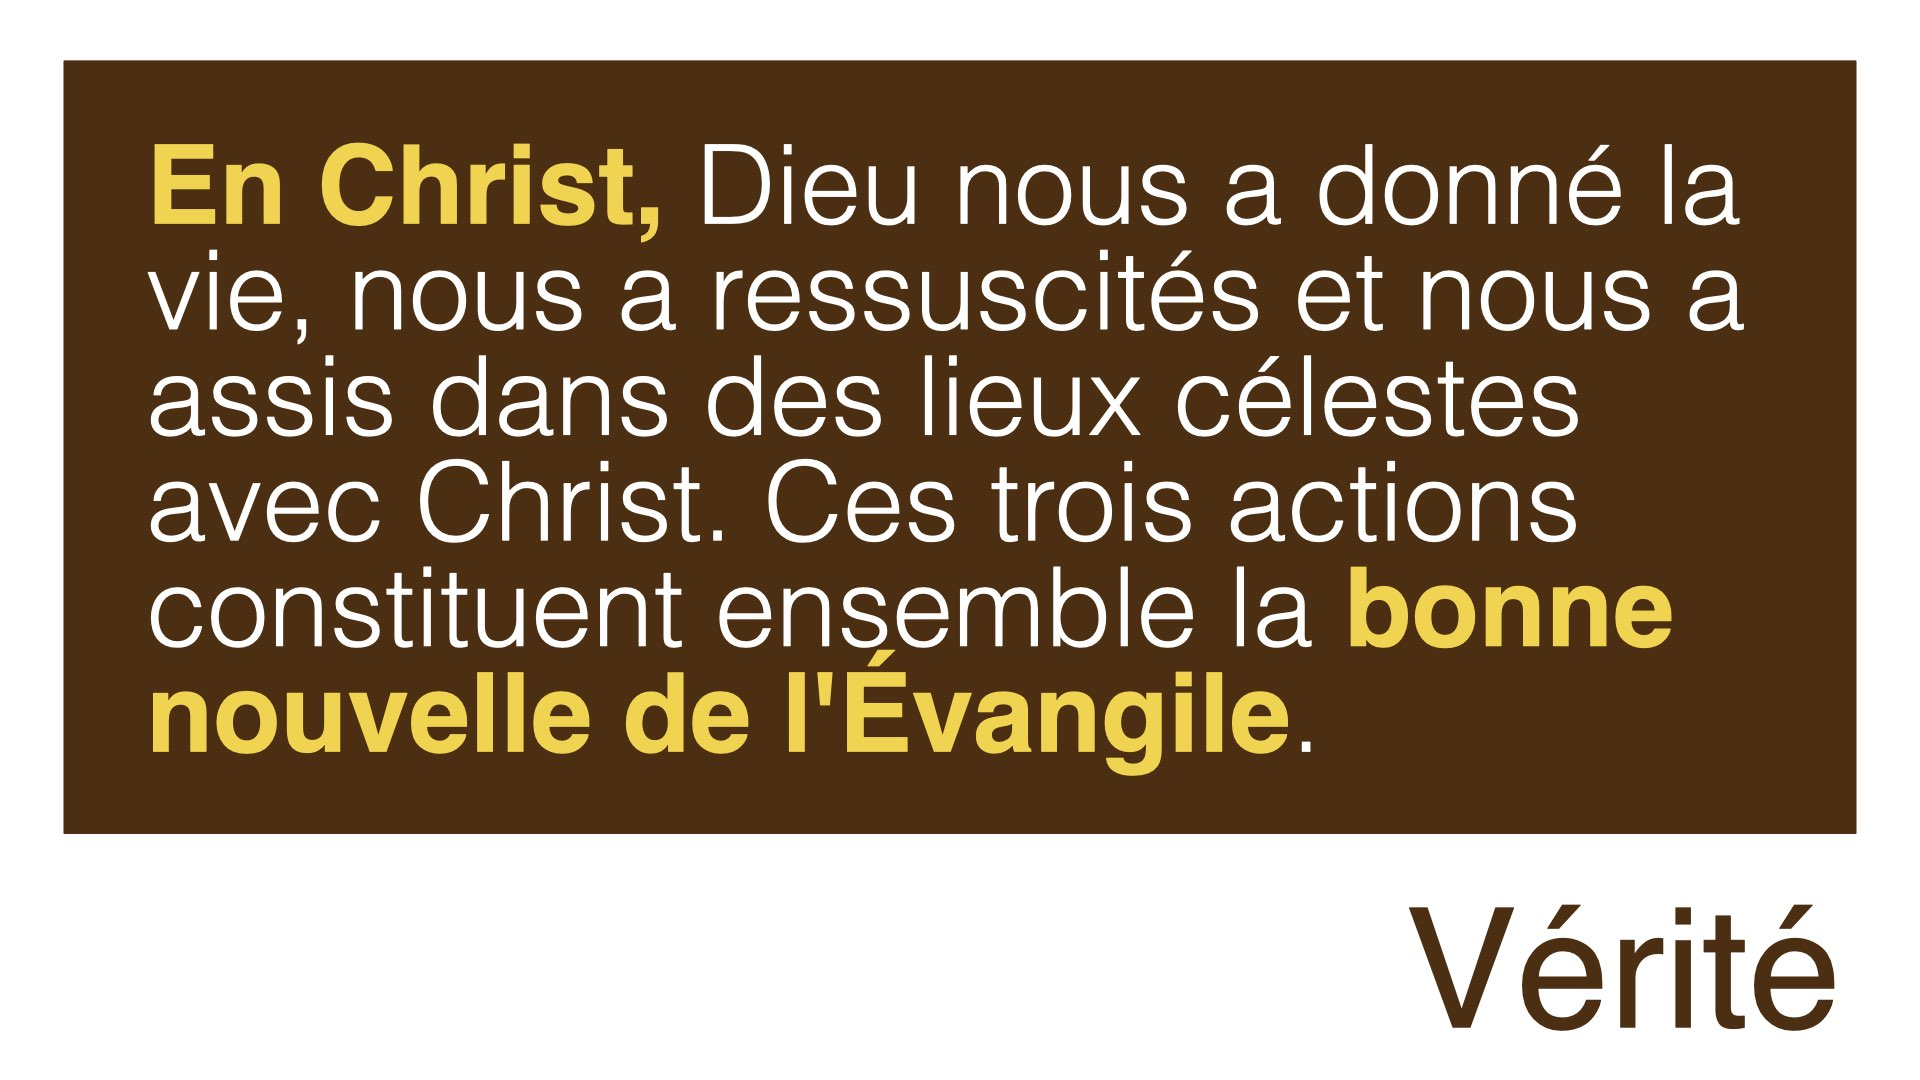 En Christ, Dieu nous a donné la
vie, nous a ressuscités et nous a
assis dans des lieux célestes
avec Christ. Ces trois actions
constituent ensemble la bonne
nouvelle de l'Évangile.
Vérité